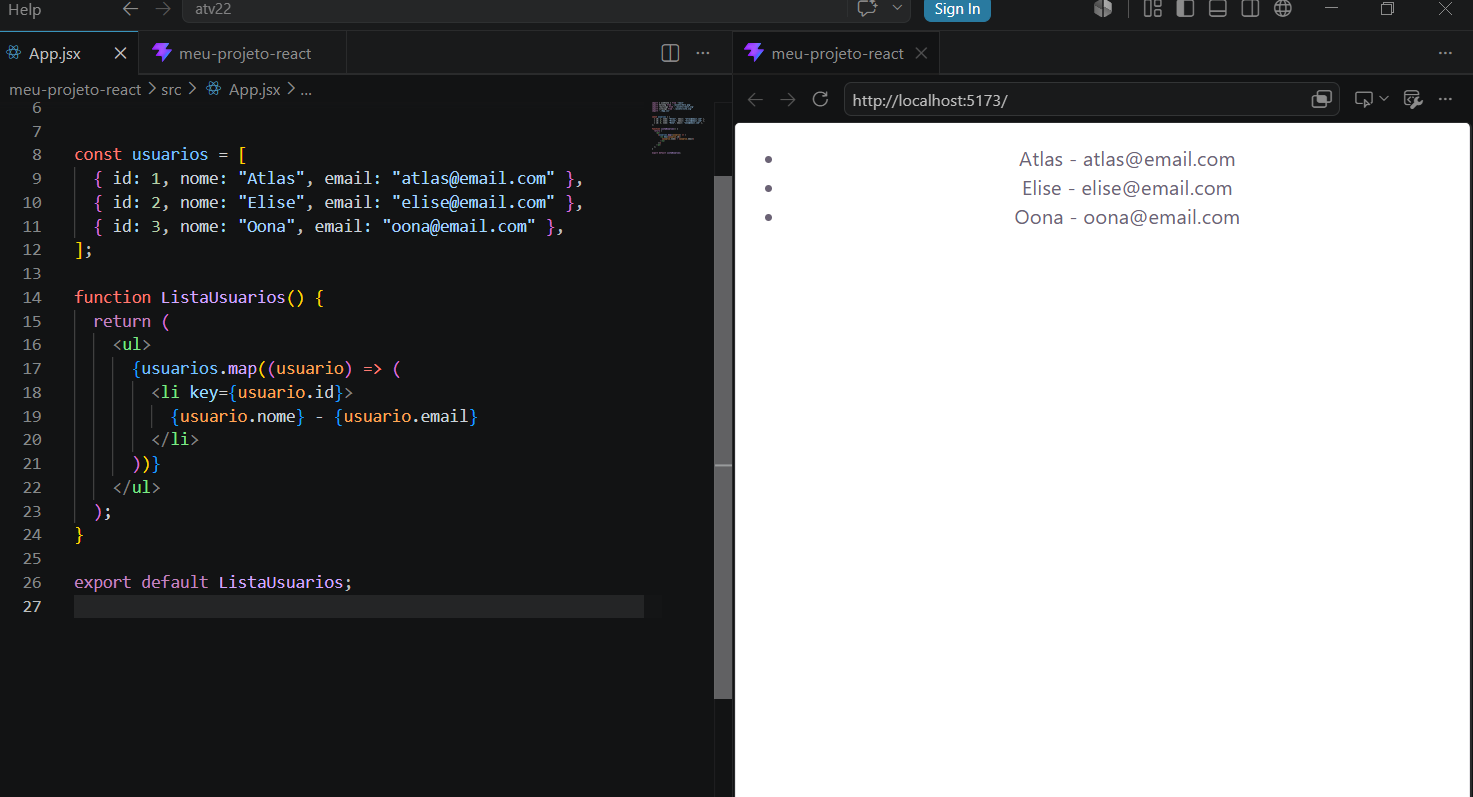 Help
atv22
Sign In
App.jsx
meu-projeto-react
meu-projeto-react
meu-projeto-react > src > App.jsx > ...
http://localhost:5173/
6
7
8 const usuarios = [
9 { id: 1, nome: "Atlas", email: "atlas@email.com" },
10 { id: 2, nome: "Elise", email: "elise@email.com" },
11 { id: 3, nome: "Oona", email: "oona@email.com" },
12 ];
13
14 function ListaUsuarios() {
15 return (
16 <ul>
17 {usuarios.map((usuario) => (
18 <li key={usuario.id}>
19 {usuario.nome} - {usuario.email}
20 </li>
21 ))}
22 </ul>
23 );
24 }
25
26 export default ListaUsuarios;
27
• Atlas - atlas@email.com
• Elise - elise@email.com
• Oona - oona@email.com